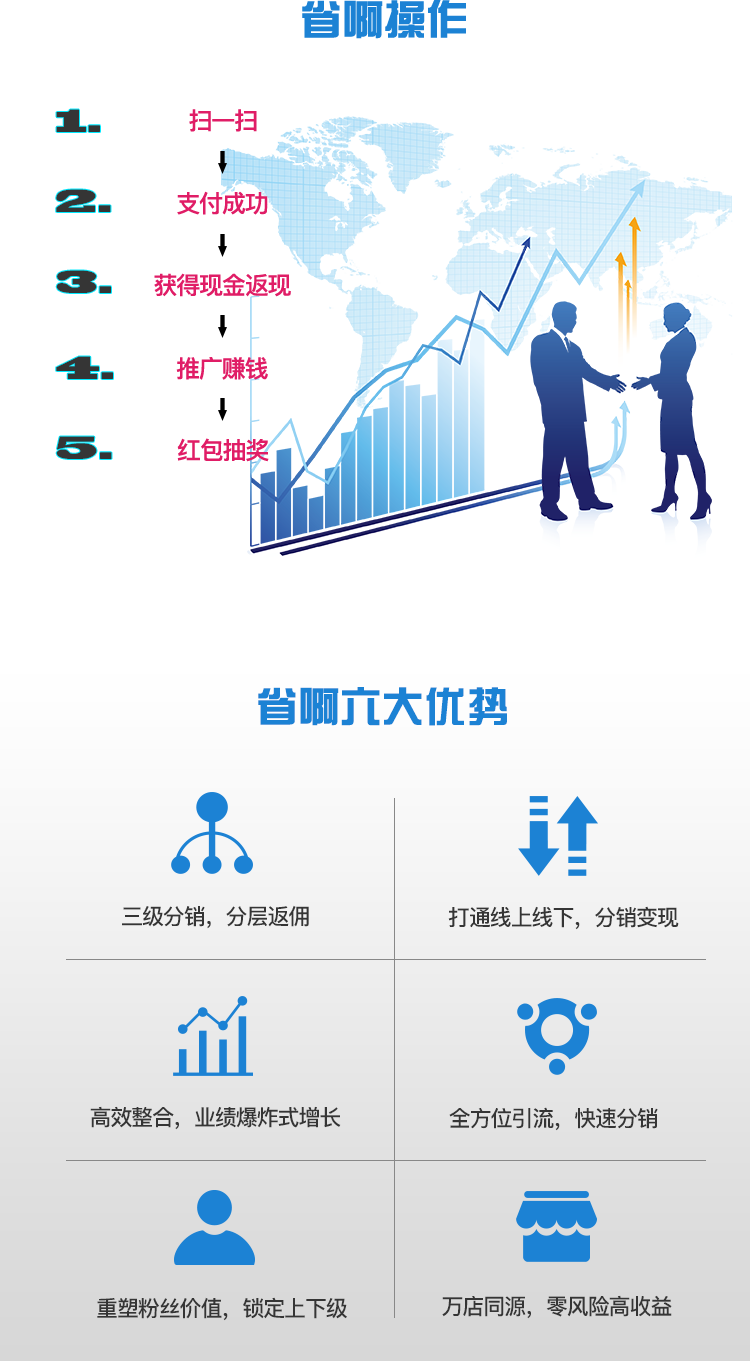 省啊操作
1. 扫一扫
2. 支付成功
3. 获得现金返现
4. 推广赚钱
5. 红包抽奖
省啊六大优势
三级分销，分层返佣
打通线上线下，分销变现
高效整合，业绩爆炸式增长
全方位引流，快速分销
重塑粉丝价值，锁定上下级
万店同源，零风险高收益